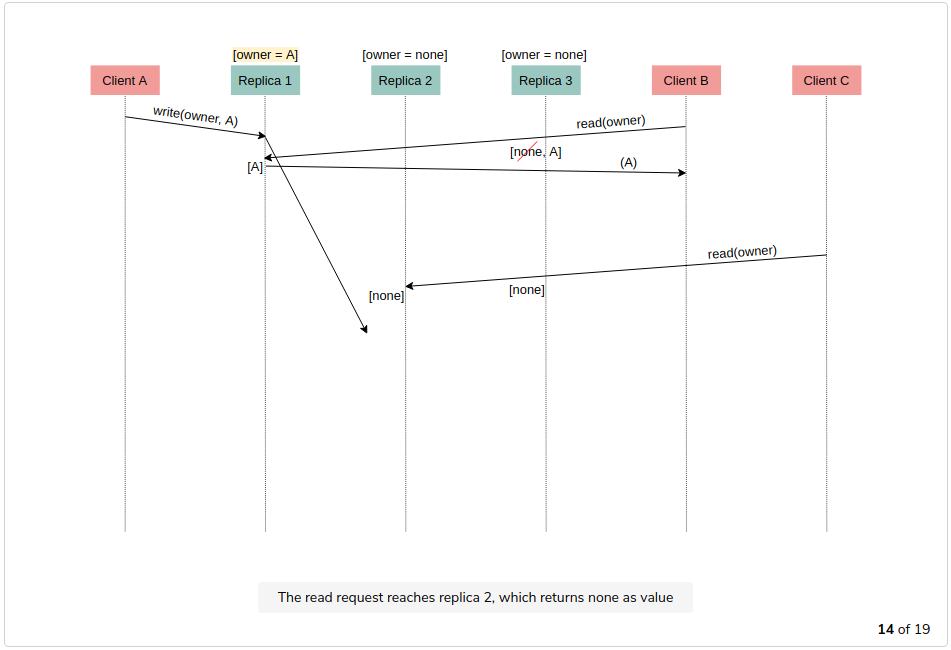 [owner = A] [owner = none] [owner = none]
Client A Replica 1 Replica 2 Replica 3 Client B Client C
write(owner, A)
read(owner)
[none, A]
(A)
[A]
read(owner)
[none]
[none]
The read request reaches replica 2, which returns none as value
14 of 19